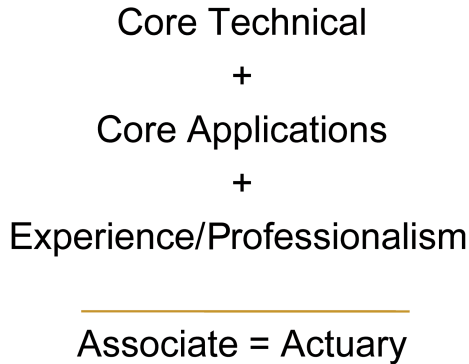 Core Technical
+
Core Applications
+
Experience/Professionalism
Associate = Actuary